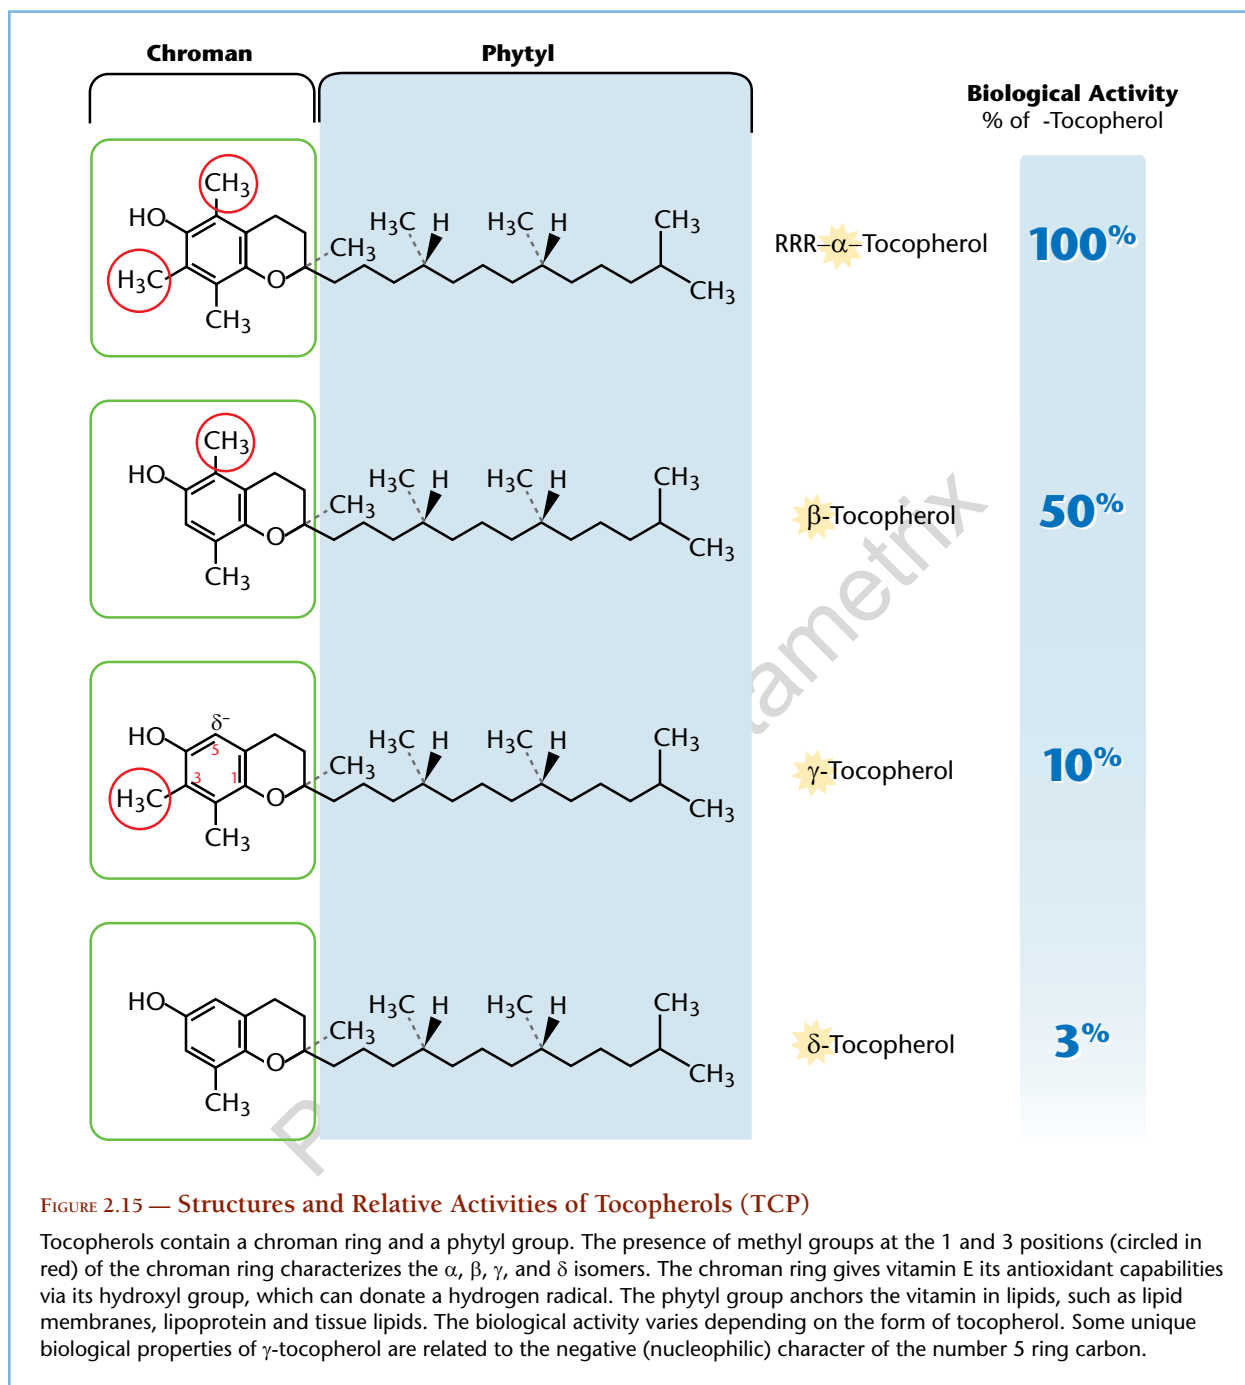 Chroman Phytyl
Biological Activity
% of -Tocopherol
CH3
HO
H3C
CH3
O
CH3
H3C H
H3C H
CH3
CH3
RRR–α–Tocopherol
100%
CH3
HO
CH3
O
CH3
H3C H
H3C H
CH3
CH3
β-Tocopherol
50%
δ–
HO
5
3
1
H3C
CH3
O
CH3
H3C H
H3C H
CH3
CH3
γ-Tocopherol
10%
HO
CH3
O
CH3
H3C H
H3C H
CH3
CH3
δ-Tocopherol
3%
FIGURE 2.15 — Structures and Relative Activities of Tocopherols (TCP)
Tocopherols contain a chroman ring and a phytyl group. The presence of methyl groups at the 1 and 3 positions (circled in
red) of the chroman ring characterizes the α, β, γ, and δ isomers. The chroman ring gives vitamin E its antioxidant capabilities
via its hydroxyl group, which can donate a hydrogen radical. The phytyl group anchors the vitamin in lipids, such as lipid
membranes, lipoprotein and tissue lipids. The biological activity varies depending on the form of tocopherol. Some unique
biological properties of γ-tocopherol are related to the negative (nucleophilic) character of the number 5 ring carbon.